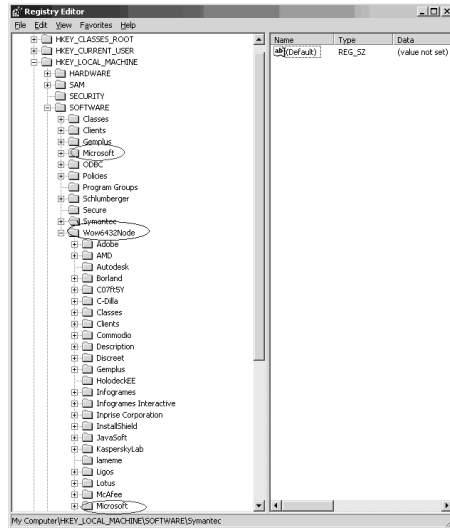 Registry Editor
File Edit View Favorites Help
HKEY_CLASSES_ROOT
HKEY_CURRENT_USER
HKEY_LOCAL_MACHINE
HARDWARE
SAM
SECURITY
SOFTWARE
Classes
Clients
Gemplus
Microsoft
ODBC
Policies
Program Groups
Schlumberger
Secure
Symantec
Wow6432Node
Adobe
AMD
Autodesk
Borland
C07ft5Y
C-Dilla
Classes
Clients
Commodio
Description
Discreet
Gemplus
HolodeckEE
Infogrames
Infogrames Interactive
Inprise Corporation
InstallShield
JavaSoft
KasperskyLab
lameme
Ligos
Lotus
McAfee
Microsoft
Name Type Data
ab (Default) REG_SZ (value not set)
My Computer\HKEY_LOCAL_MACHINE\SOFTWARE\Symantec